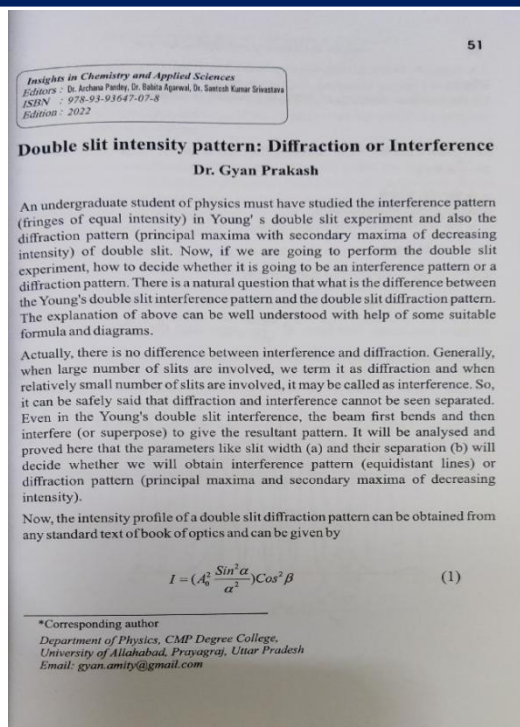 51
Insights in Chemistry and Applied Sciences
Editors : Dr. Archana Pandey, Dr. Babita Agarwal, Dr. Santosh Kumar Srivastava
ISBN : 978-93-93647-07-8
Edition : 2022
Double slit intensity pattern: Diffraction or Interference
Dr. Gyan Prakash
An undergraduate student of physics must have studied the interference pattern
(fringes of equal intensity) in Young' s double slit experiment and also the
diffraction pattern (principal maxima with secondary maxima of decreasing
intensity) of double slit. Now, if we are going to perform the double slit
experiment, how to decide whether it is going to be an interference pattern or a
diffraction pattern. There is a natural question that what is the difference between
the Young's double slit interference pattern and the double slit diffraction pattern.
The explanation of above can be well understood with help of some suitable
formula and diagrams.
Actually, there is no difference between interference and diffraction. Generally,
when large number of slits are involved, we term it as diffraction and when
relatively small number of slits are involved, it may be called as interference. So,
it can be safely said that diffraction and interference cannot be seen separated.
Even in the Young's double slit interference, the beam first bends and then
interfere (or superpose) to give the resultant pattern. It will be analysed and
proved here that the parameters like slit width (a) and their separation (b) will
decide whether we will obtain interference pattern (equidistant lines) or
diffraction pattern (principal maxima and secondary maxima of decreasing
intensity).
Now, the intensity profile of a double slit diffraction pattern can be obtained from
any standard text of book of optics and can be given by
I = (A₀² Sin²α / α²) Cos²β (1)
*Corresponding author
Department of Physics, CMP Degree College,
University of Allahabad, Prayagraj, Uttar Pradesh
Email: gyan.amity@gmail.com